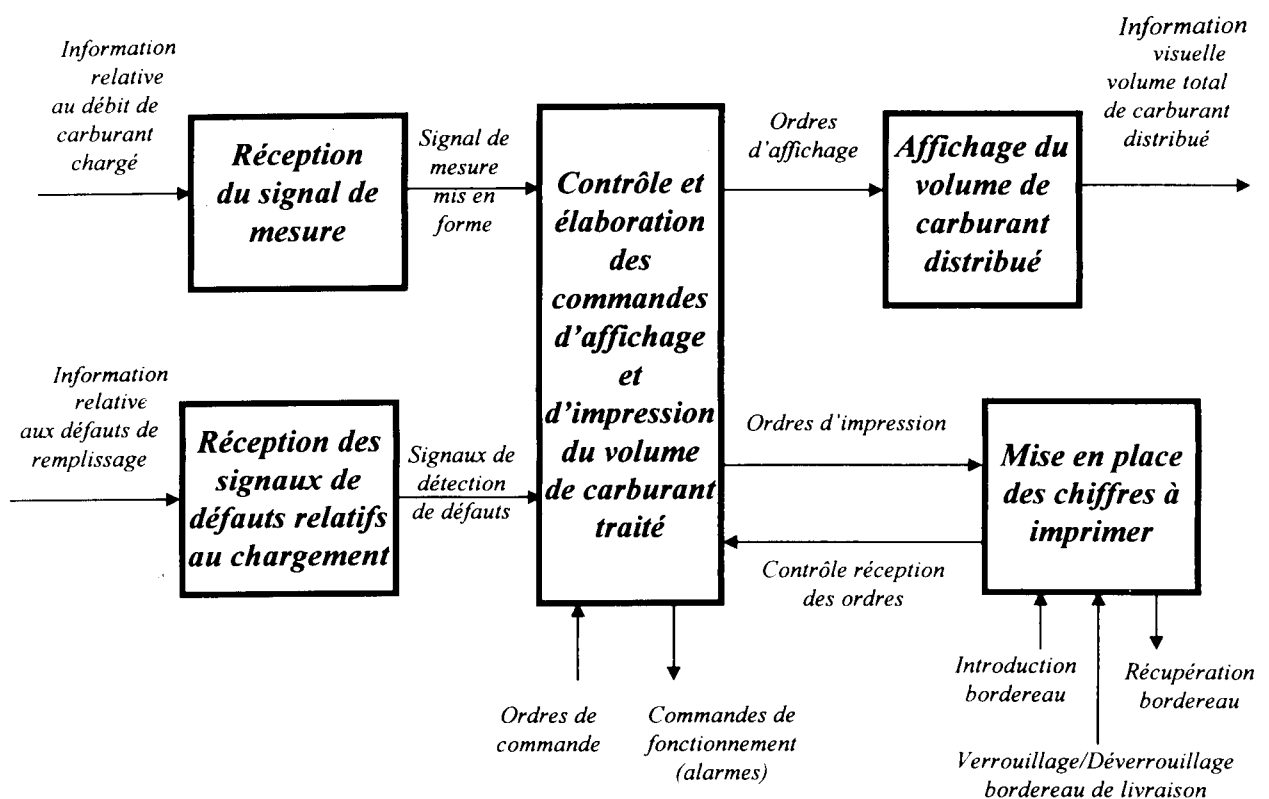 Information
relative
au débit de
carburant
chargé
Réception
du signal de
mesure
Signal de
mesure
mis en
forme
Contrôle et
élaboration
des
commandes
d'affichage
et
d'impression
du volume
de carburant
traité
Ordres
d'affichage
Affichage du
volume de
carburant
distribué
Information
visuelle
volume total
de carburant
distribué
Information
relative
aux défauts de
remplissage
Réception des
signaux de
défauts relatifs
au chargement
Signaux de
détection
de défauts
Ordres d'impression
Contrôle réception
des ordres
Mise en place
des chiffres à
imprimer
Ordres de
commande
Commandes de
fonctionnement
(alarmes)
Introduction
bordereau
Récupération
bordereau
Verrouillage/Déverrouillage
bordereau de livraison